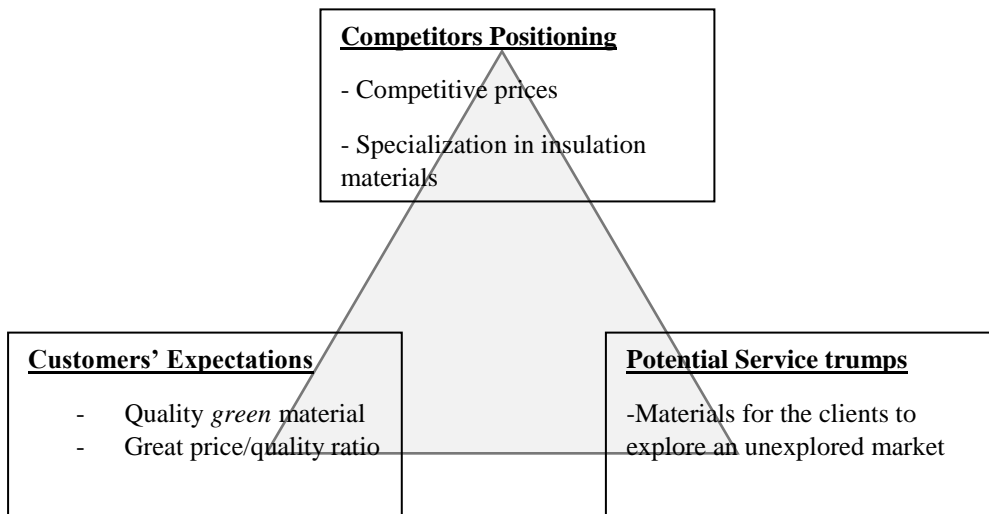 Competitors Positioning
- Competitive prices
- Specialization in insulation
materials
Customers’ Expectations
- Quality green material
- Great price/quality ratio
Potential Service trumps
-Materials for the clients to
explore an unexplored market